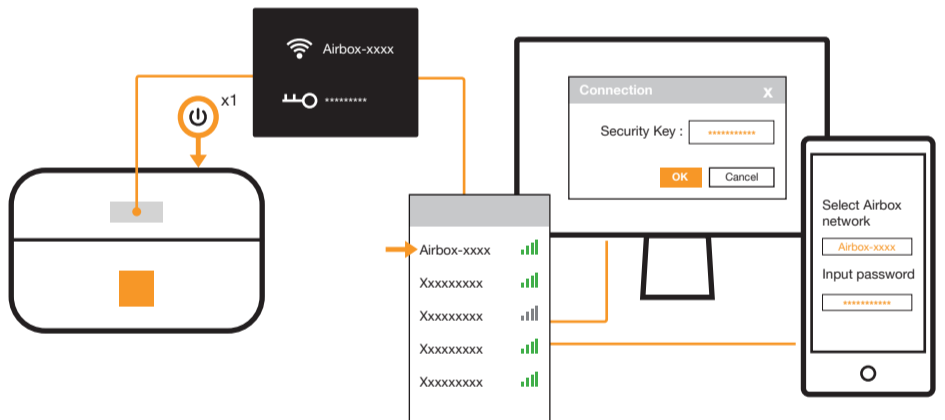 Airbox-xxxx
*********
x1
Connection X
Security Key : ***********
OK Cancel
Airbox-xxxx
Xxxxxxxxx
Xxxxxxxxx
Xxxxxxxxx
Xxxxxxxxx
Select Airbox
network
Airbox-xxxx
Input password
***********